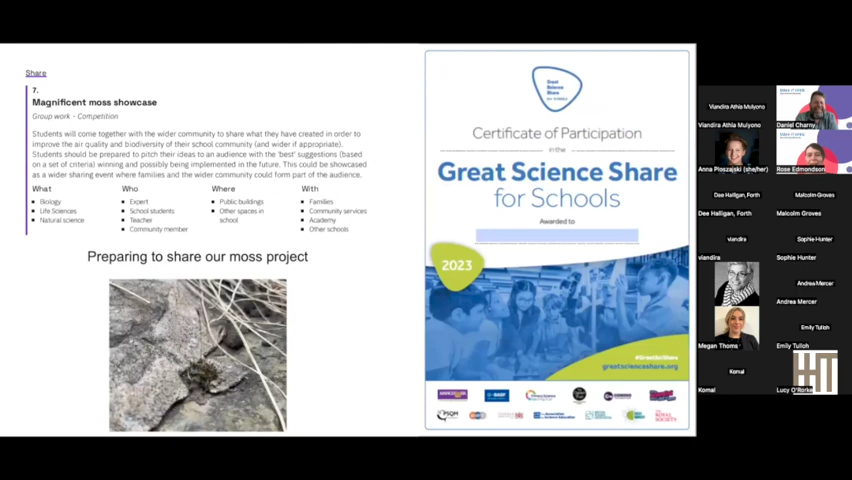 Share
7.
Magnificent moss showcase
Group work - Competition
Students will come together with the wider community to share what they have created in order to
improve the air quality and biodiversity of their school community (and wider if appropriate).
Students should be prepared to pitch their ideas to an audience with the 'best' suggestions (based
on a set of criteria) winning and possibly being implemented in the future. This could be showcased
as a wider sharing event where families and the wider community could form part of the audience.
What
Biology
Life Sciences
Natural science
Who
Expert
School students
Teacher
Community member
Where
Public buildings
Other spaces in
school
With
Families
Community services
Academy
Other schools
Preparing to share our moss project
Great
Science
Share
Certificate of Participation
in the
Great Science Share
for Schools
Awarded to
2023
#GreatSciShare
greatscienceshare.org
PSQM
Viandira Athia Mulyono
Viandira Athia Mulyono
Daniel Charny
Anna Ploszajski (she/her)
Rose Edmondson
Dee Halligan, Forth
Malcolm Groves
Dee Halligan, Forth
Malcolm Groves
viandira
Sophie Hunter
viandira
Sophie Hunter
Andrea Mercer
Andrea Mercer
Emily Tulloh
Megan Thoms
Emily Tulloh
Komal
Komal
Lucy O'Rorke